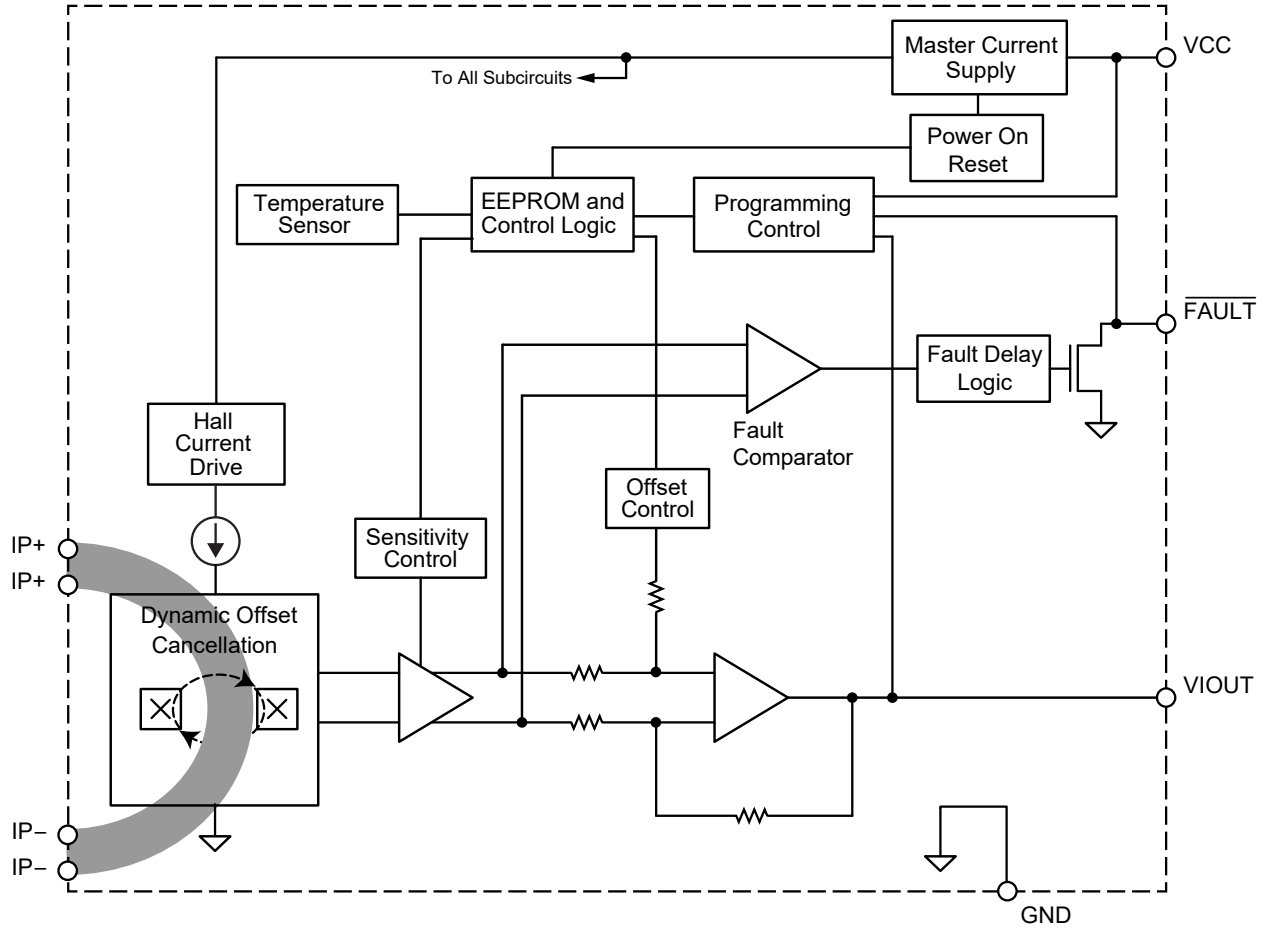 Master Current
Supply
VCC
To All Subcircuits
Power On
Reset
Temperature
Sensor
EEPROM and
Control Logic
Programming
Control
FAULT
Fault Delay
Logic
Hall
Current
Drive
Fault
Comparator
Offset
Control
Sensitivity
Control
IP+
IP+
Dynamic Offset
Cancellation
VIOUT
IP–
IP–
GND